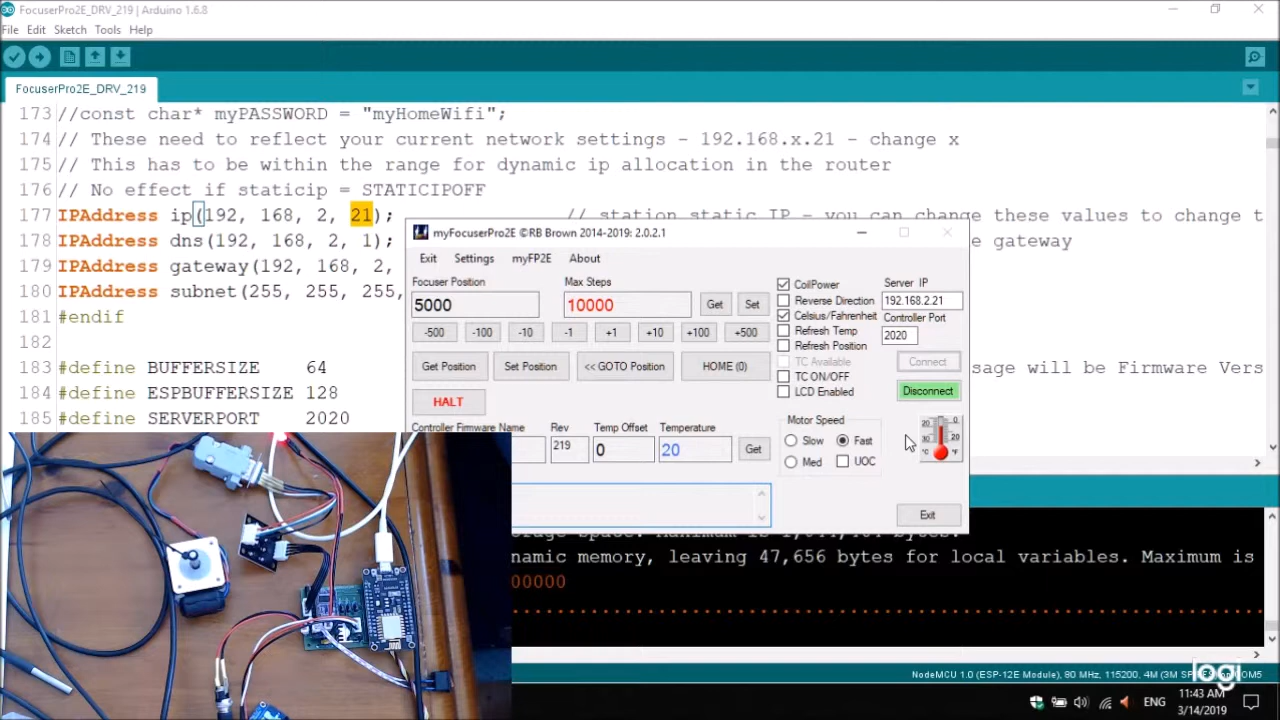 FocuserPro2E_DRV_219 | Arduino 1.6.8
File Edit Sketch Tools Help
FocuserPro2E_DRV_219
173 //const char* myPASSWORD = "myHomeWifi";
174 // These need to reflect your current network settings - 192.168.x.21 - change x
175 // This has to be within the range for dynamic ip allocation in the router
176 // No effect if staticip = STATICIPOFF
177 IPAddress ip(192, 168, 2, 21); // station static IP - you can change these values to change t
178 IPAddress dns(192, 168, 2, 1); e gateway
179 IPAddress gateway(192, 168, 2,
180 IPAddress subnet(255, 255, 255,
181 #endif
182
183 #define BUFFERSIZE 64 sage will be Firmware Vers
184 #define ESPBUFFERSIZE 128
185 #define SERVERPORT 2020
myFocuserPro2E ©RB Brown 2014-2019: 2.0.2.1
Exit Settings myFP2E About
Focuser Position Max Steps
5000 10000 Get Set
-500 -100 -10 -1 +1 +10 +100 +500
Get Position Set Position << GOTO Position HOME (0)
HALT
Controller Firmware Name Rev Temp Offset Temperature
219 0 20 Get
CoilPower
Reverse Direction
Celsius/Fahrenheit
Refresh Temp
Refresh Position
TC Available
TC ON/OFF
LCD Enabled
Server IP
192.168.2.21
Controller Port
2020
Connect
Disconnect
Motor Speed
Slow Fast
Med UOC
20 0
30 20
°C °F
Exit
namic memory, leaving 47,656 bytes for local variables. Maximum is
00000
................................................................
NodeMCU 1.0 (ESP-12E Module), 80 MHz, 115200, 4M (3M SP COM5
logi
ENG
11:43 AM
3/14/2019